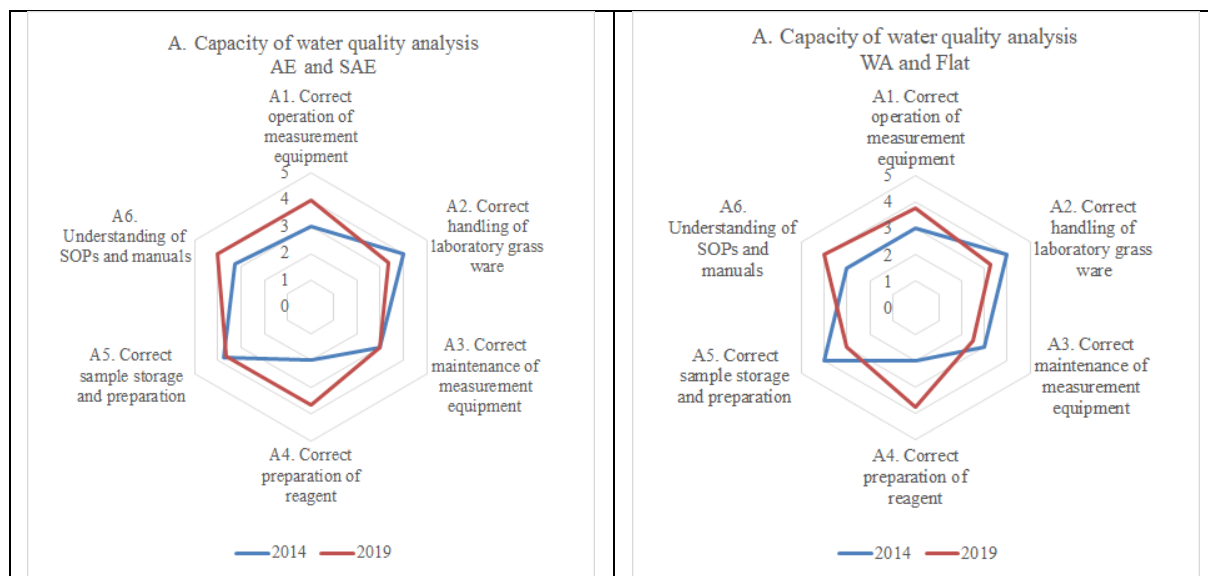 A. Capacity of water quality analysis
AE and SAE
A1. Correct
operation of
measurement
equipment
5
4
3
2
1
0
A2. Correct
handling of
laboratory grass
ware
A3. Correct
maintenance of
measurement
equipment
A4. Correct
preparation of
reagent
A5. Correct
sample storage
and preparation
A6.
Understanding of
SOPs and manuals
2014
2019
A. Capacity of water quality analysis
WA and Flat
A1. Correct
operation of
measurement
equipment
5
4
3
2
1
0
A2. Correct
handling of
laboratory grass
ware
A3. Correct
maintenance of
measurement
equipment
A4. Correct
preparation of
reagent
A5. Correct
sample storage
and preparation
A6.
Understanding of
SOPs and
manuals
2014
2019